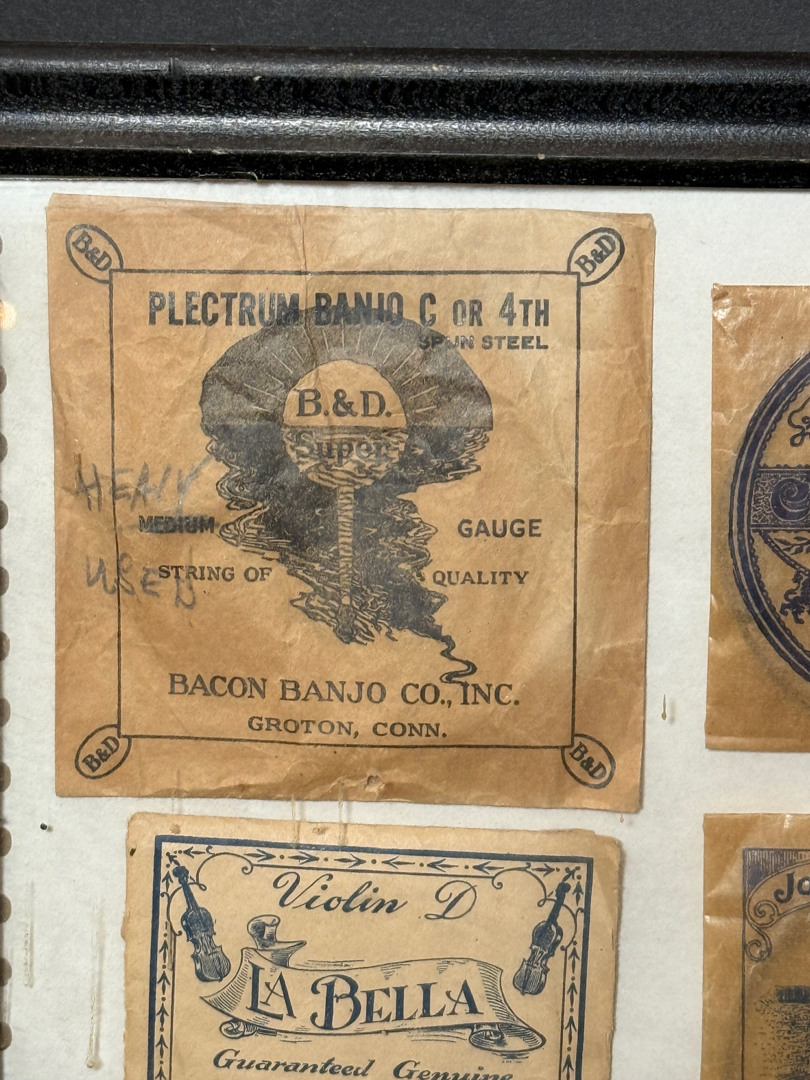 B&D B&D
PLECTRUM BANJO C OR 4TH
SPUN STEEL
B.&D.
Super
HEAVY
MEDIUM GAUGE
USED
STRING OF QUALITY
BACON BANJO CO., INC.
GROTON, CONN.
B&D B&D
Violin D
LA BELLA
Guaranteed Genuine